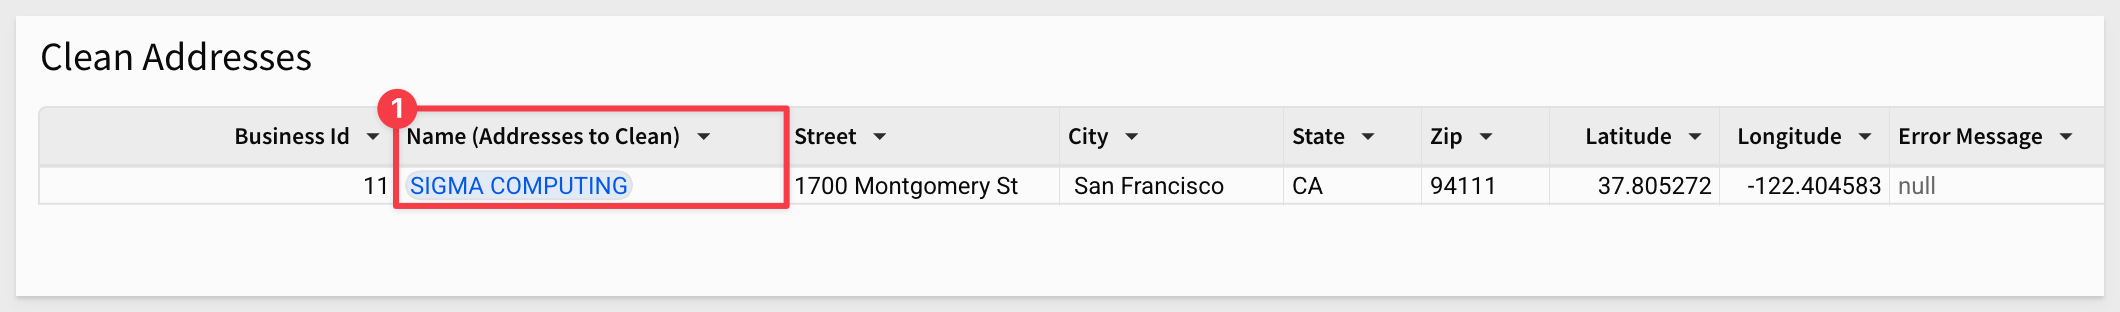 Clean Addresses
1
Business Id Name (Addresses to Clean) Street City State Zip Latitude Longitude Error Message
11 SIGMA COMPUTING 1700 Montgomery St San Francisco CA 94111 37.805272 -122.404583 null